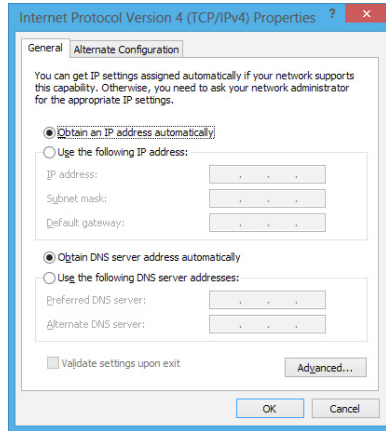 Internet Protocol Version 4 (TCP/IPv4) Properties ? ×
General Alternate Configuration
You can get IP settings assigned automatically if your network supports
this capability. Otherwise, you need to ask your network administrator
for the appropriate IP settings.
Obtain an IP address automatically
Use the following IP address:
IP address: . . .
Subnet mask: . . .
Default gateway: . . .
Obtain DNS server address automatically
Use the following DNS server addresses:
Preferred DNS server: . . .
Alternate DNS server: . . .
Validate settings upon exit
Advanced...
OK Cancel